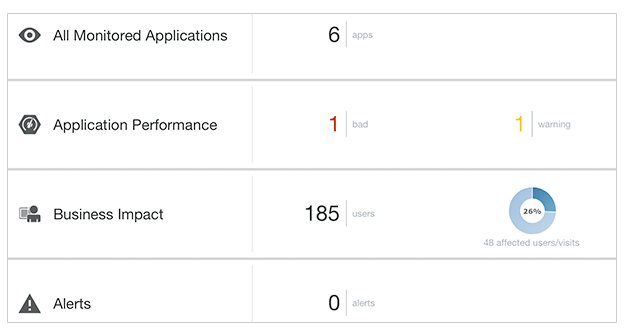 All Monitored Applications 6 apps
Application Performance 1 bad 1 warning
Business Impact 185 users 26%
48 affected users/visits
Alerts 0 alerts